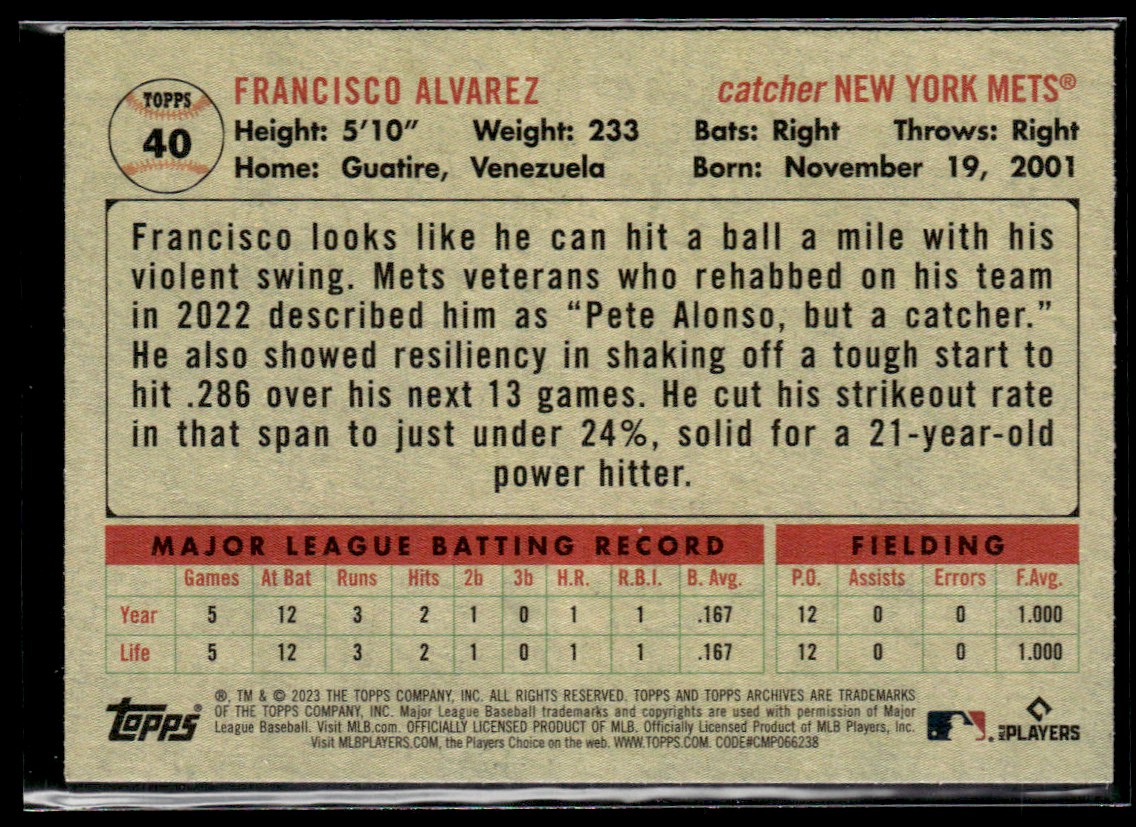 TOPPS
40
FRANCISCO ALVAREZ catcher NEW YORK METS®
Height: 5'10" Weight: 233 Bats: Right Throws: Right
Home: Guatire, Venezuela Born: November 19, 2001
Francisco looks like he can hit a ball a mile with his
violent swing. Mets veterans who rehabbed on his team
in 2022 described him as “Pete Alonso, but a catcher.”
He also showed resiliency in shaking off a tough start to
hit .286 over his next 13 games. He cut his strikeout rate
in that span to just under 24%, solid for a 21-year-old
power hitter.
MAJOR LEAGUE BATTING RECORD FIELDING
Games At Bat Runs Hits 2b 3b H.R. R.B.I. B. Avg. P.O. Assists Errors F.Avg.
Year 5 12 3 2 1 0 1 1 .167 12 0 0 1.000
Life 5 12 3 2 1 0 1 1 .167 12 0 0 1.000
topps®
®, TM & © 2023 THE TOPPS COMPANY, INC. ALL RIGHTS RESERVED. TOPPS AND TOPPS ARCHIVES ARE TRADEMARKS
OF THE TOPPS COMPANY, INC. Major League Baseball trademarks and copyrights are used with permission of Major
League Baseball. Visit MLB.com. OFFICIALLY LICENSED PRODUCT OF MLB. Officially Licensed Product of MLB Players, Inc.
Visit MLBPLAYERS.COM, the Players Choice on the web. WWW.TOPPS.COM. CODE#CMP066238
MLB PLAYERS